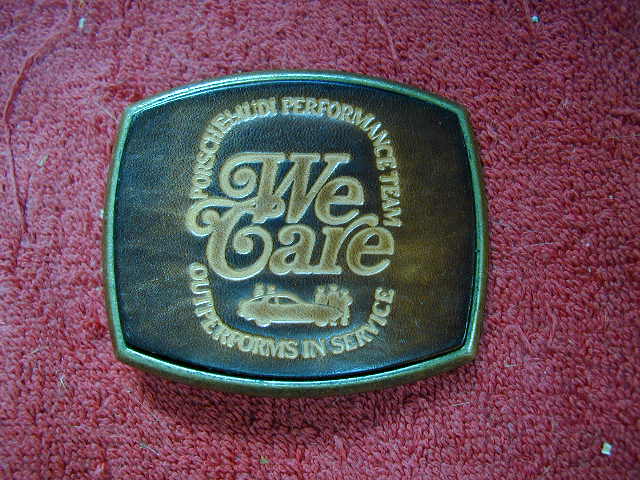 PORSCHE AUDI PERFORMANCE TEAM
We
Care
OUTPERFORMS IN SERVICE